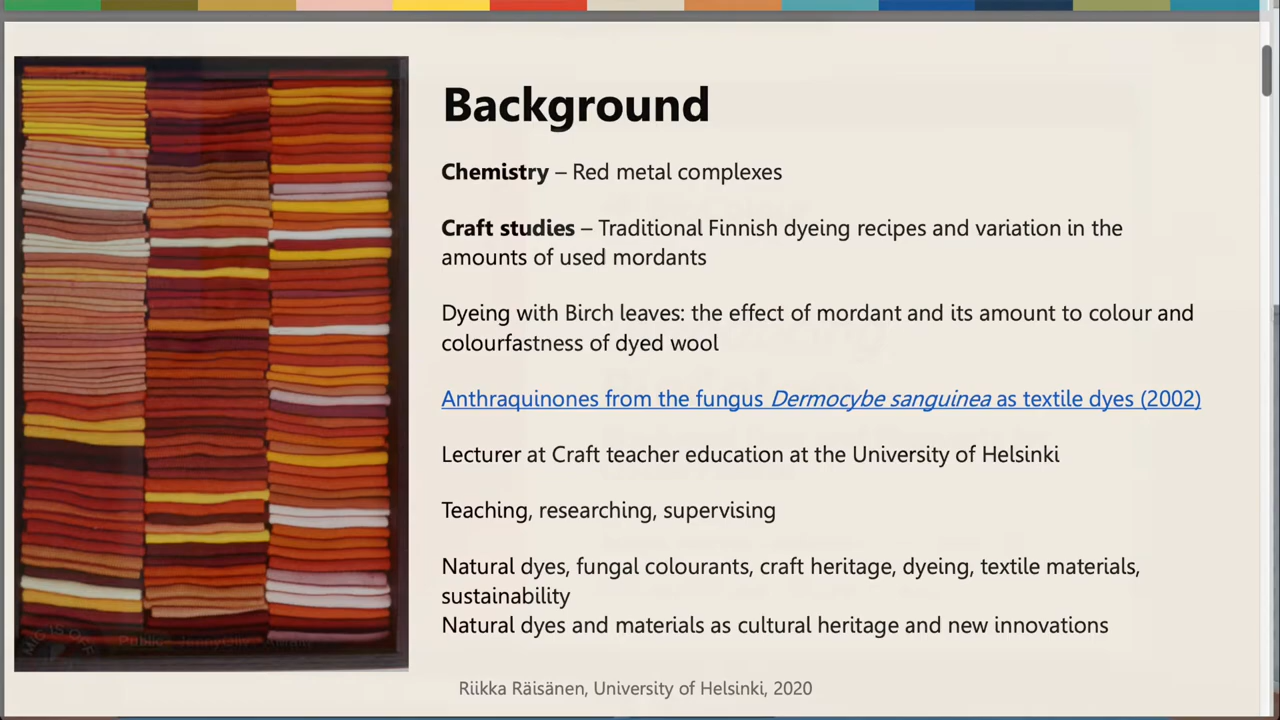 Background
Chemistry – Red metal complexes
Craft studies – Traditional Finnish dyeing recipes and variation in the
amounts of used mordants
Dyeing with Birch leaves: the effect of mordant and its amount to colour and
colourfastness of dyed wool
Anthraquinones from the fungus Dermocybe sanguinea as textile dyes (2002)
Lecturer at Craft teacher education at the University of Helsinki
Teaching, researching, supervising
Natural dyes, fungal colourants, craft heritage, dyeing, textile materials,
sustainability
Natural dyes and materials as cultural heritage and new innovations
Riikka Räisänen, University of Helsinki, 2020